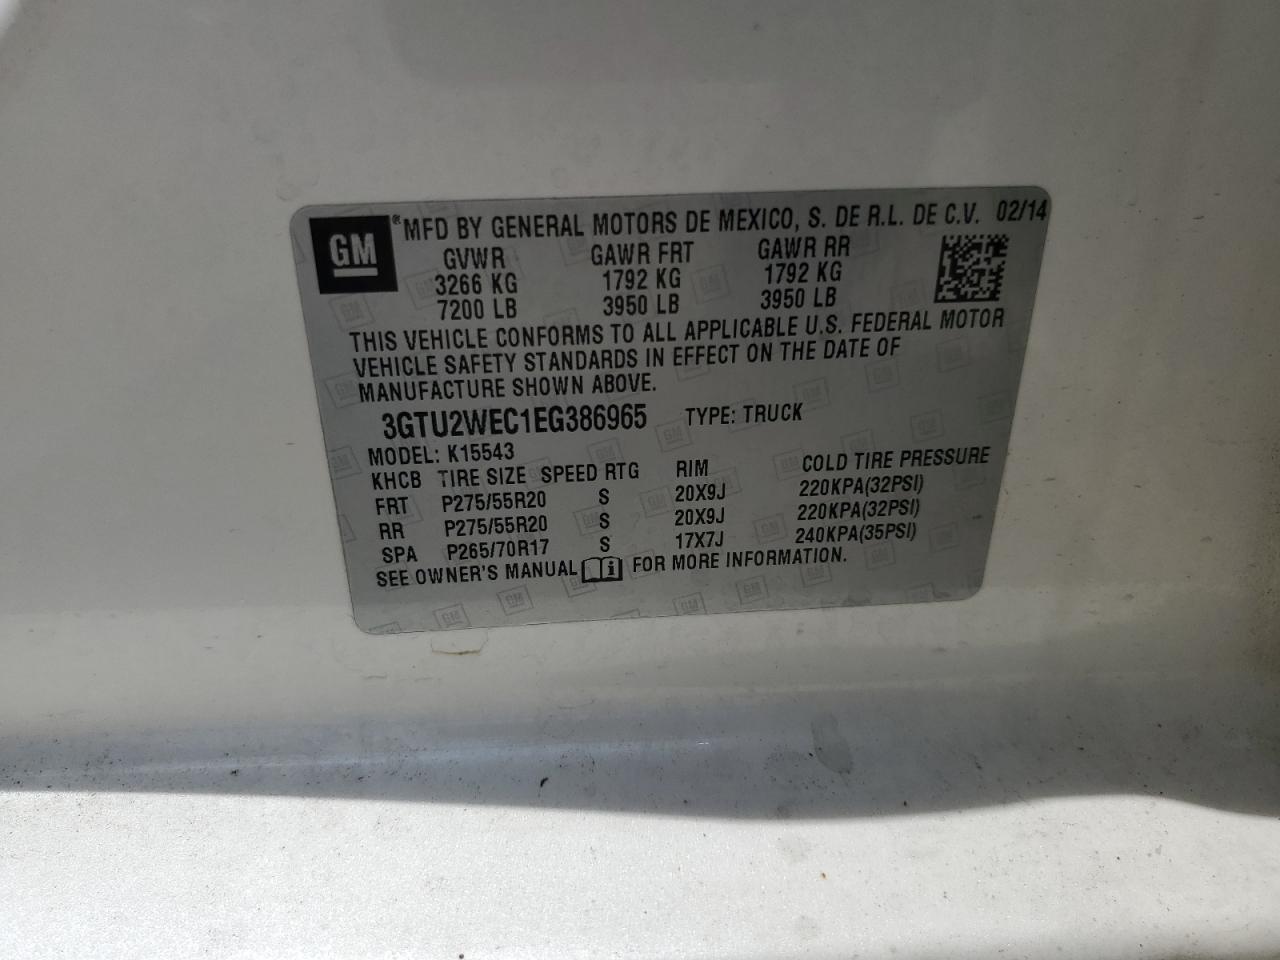 GM ® MFD BY GENERAL MOTORS DE MEXICO, S. DE R.L. DE C.V. 02/14
GVWR GAWR FRT GAWR RR
3266 KG 1792 KG 1792 KG
7200 LB 3950 LB 3950 LB
THIS VEHICLE CONFORMS TO ALL APPLICABLE U.S. FEDERAL MOTOR
VEHICLE SAFETY STANDARDS IN EFFECT ON THE DATE OF
MANUFACTURE SHOWN ABOVE.
3GTU2WEC1EG386965 TYPE: TRUCK
MODEL: K15543
KHCB TIRE SIZE SPEED RTG RIM COLD TIRE PRESSURE
FRT P275/55R20 S 20X9J 220KPA(32PSI)
RR P275/55R20 S 20X9J 220KPA(32PSI)
SPA P265/70R17 S 17X7J 240KPA(35PSI)
SEE OWNER'S MANUAL FOR MORE INFORMATION.